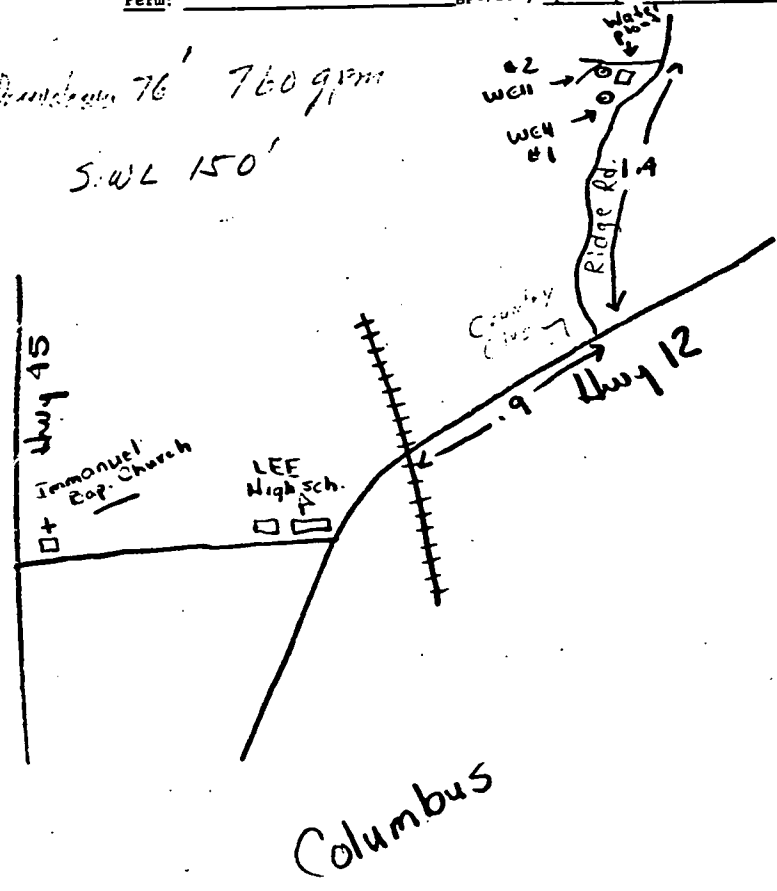 Perm:
Water
Plant
Drawdown 76' 760 gpm
#2
WEll
WEll
#1
S.WL 150'
Ridge Rd.
1.4
Country
Club
Hwy 12
.9
Hwy 45
Immanuel
Bap. Church
LEE
High Sch.
Columbus